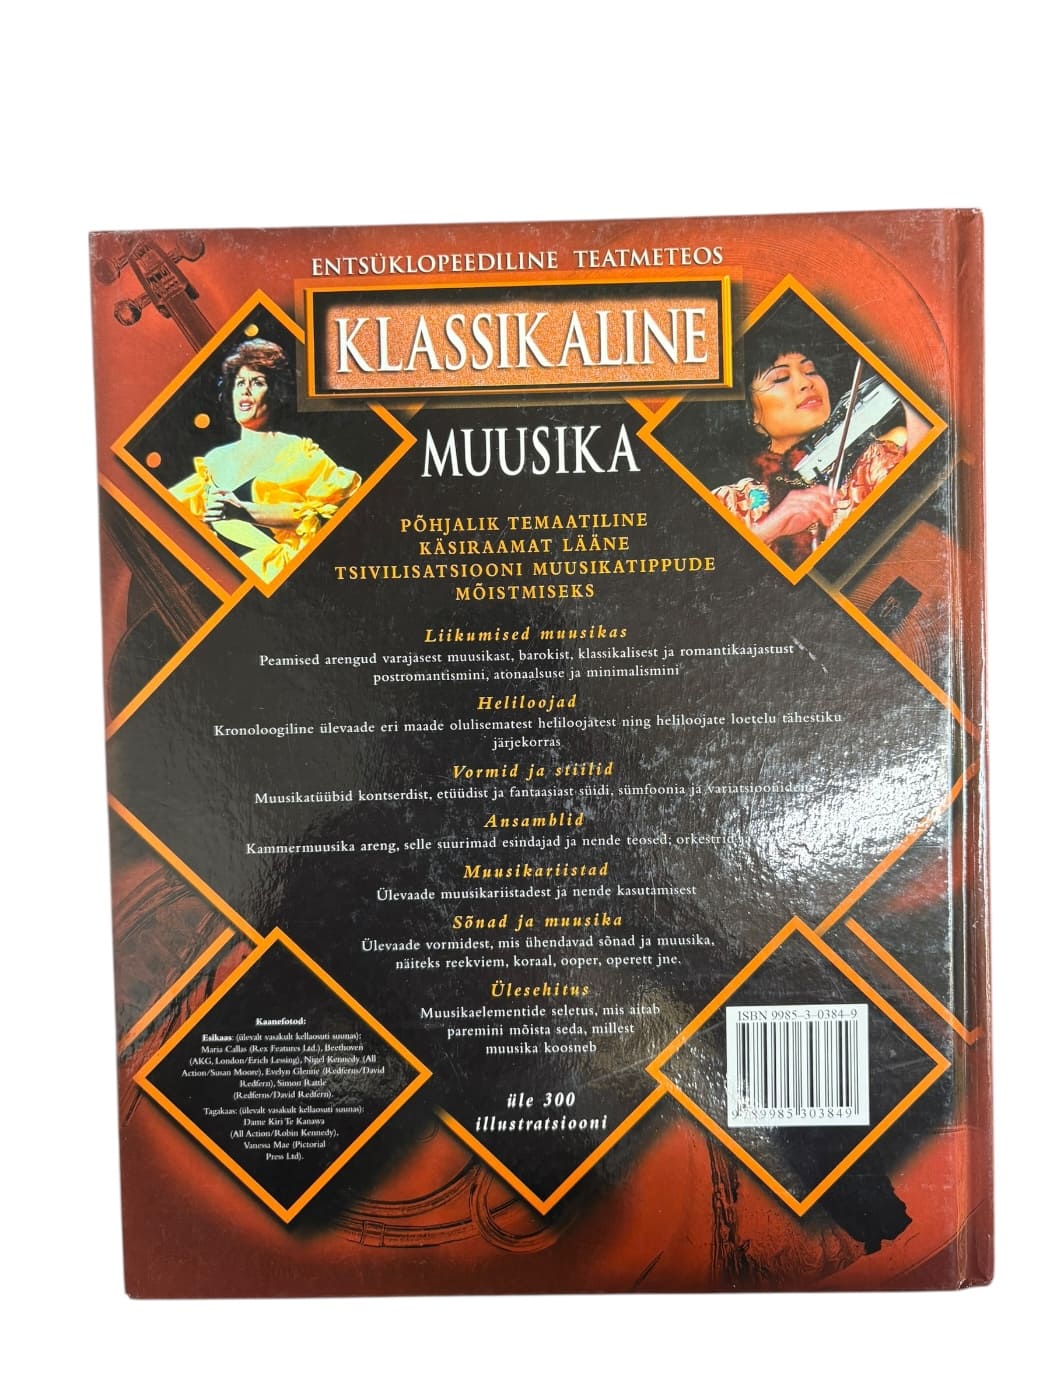 ENTSÜKLOPEEDILINE TEATMETEOS
KLASSIKALINE
MUUSIKA
PÕHJALIK TEMAATILINE
KÄSIRAAMAT LÄÄNE
TSIVILISATSIOONI MUUSIKATIPPUDE
MÕISTMISEKS
Liikumised muusikas
Peamised arengud varajasest muusikast, barokist, klassikalisest ja romantikaajastust
postromantismini, atonaalsuse ja minimalismini
Heliloojad
Kronoloogiline ülevaade eri maade olulisematest heliloojatest ning heliloojate loetelu tähestiku
järjekorras
Vormid ja stiilid
Muusikatüübid kontserdist, etüüdist ja fantaasiast süidi, sümfoonia ja variatsioonideni
Ansamblid
Kammermuusika areng, selle suurimad esindajad ja nende teosed; orkestrid
Muusikariistad
Ülevaade muusikariistadest ja nende kasutamisest
Sõnad ja muusika
Ülevaade vormidest, mis ühendavad sõnad ja muusika,
näiteks reekviem, koraal, ooper, operett jne.
Ülesehitus
Muusikaelementide seletus, mis aitab
paremini mõista seda, millest
muusika koosneb
üle 300
illustratsiooni
Kaanefotod:
Esikaas: (ülevalt vasakult kellaosuti suunas):
Maria Callas (Rex Features Ltd.), Beethoven
(AKG, London/Erich Lessing), Nigel Kennedy (All
Action/Susan Moore), Evelyn Glennie (Redferns/David
Redfern), Simon Rattle
(Redferns/David Redfern).
Tagakaas: (ülevalt vasakult kellaosuti suunas):
Dame Kiri Te Kanawa
(All Action/Robin Kennedy),
Vanessa Mae (Pictorial
Press Ltd).
ISBN 9985-3-0384-9
9 789985 303849